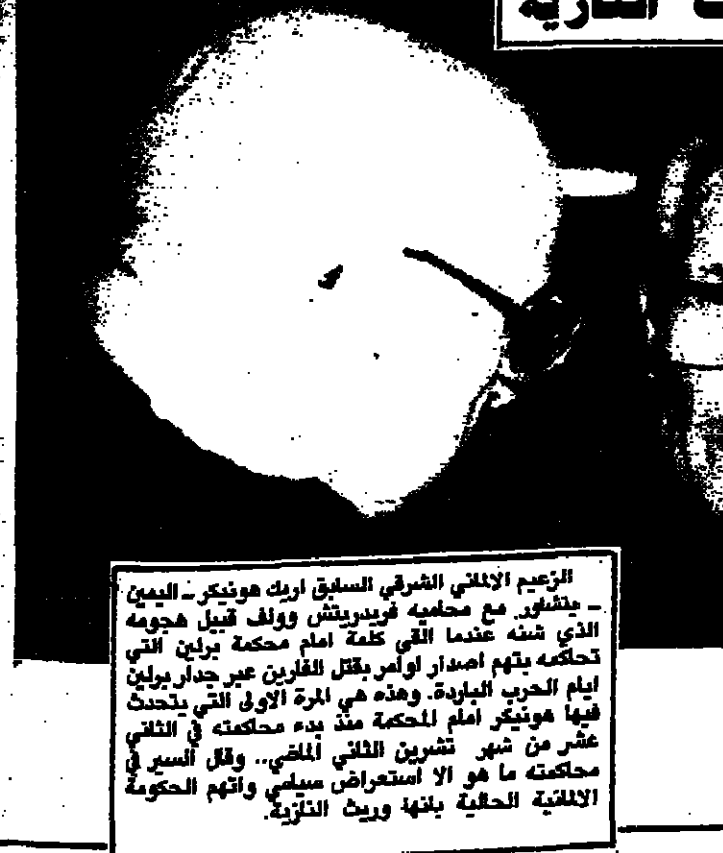 النازية
الزعيم الالماني الشرقي السابق اريك هونيكر ـ اليمين
ـ يتشاور. مع محاميه فريدريتش وولف قبيل هجومه
الذي شنه عندما القى كلمة امام محكمة برلين التي
تحاكمه بتهم اصدار اوامر بقتل الفارين عبر جدار برلين
ايام الحرب الباردة. وهذه هي المرة الاولى التي يتحدث
فيها هونيكر امام المحكمة منذ بدء محاكمته في الثاني
عشر من شهر تشرين الثاني الماضي.. وقال السير في
محاكمته ما هو الا استعراض سياسي واتهم الحكومة
الالمانية الحالية بانها وريث النازية.